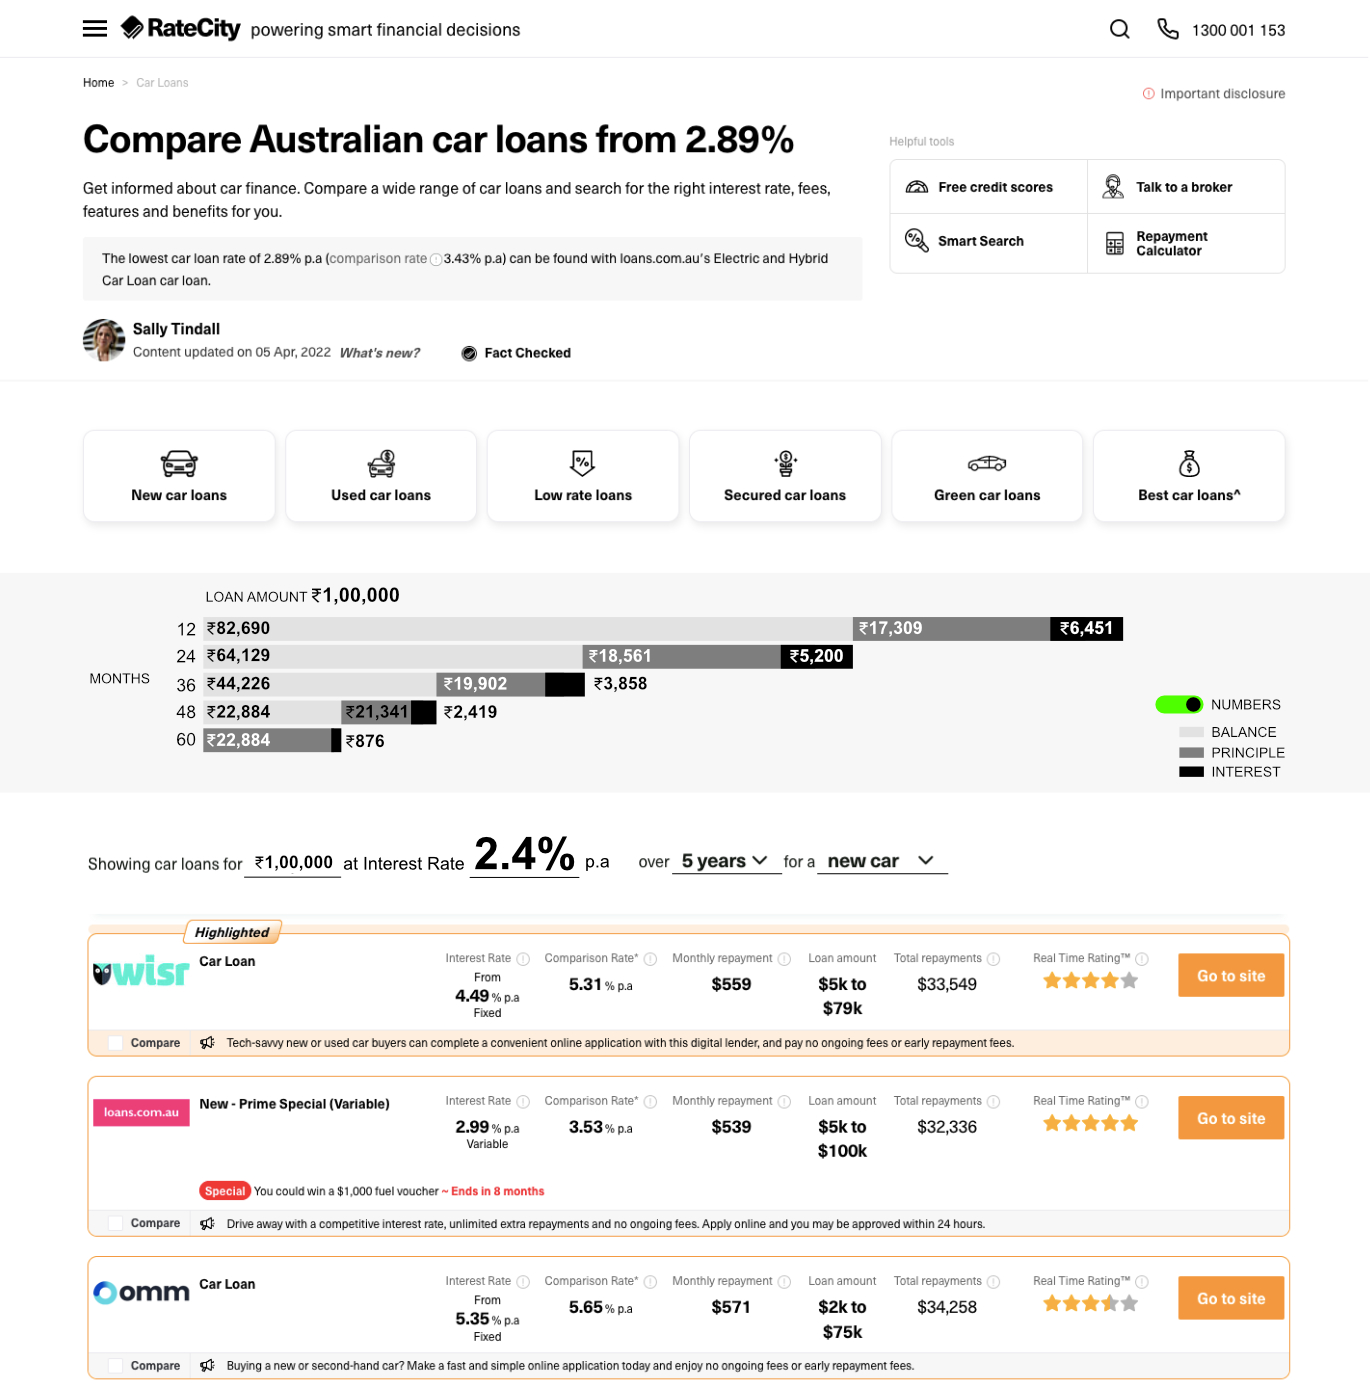 RateCity powering smart financial decisions
1300 001 153
Home > Car Loans
Important disclosure
Compare Australian car loans from 2.89%
Get informed about car finance. Compare a wide range of car loans and search for the right interest rate, fees,
features and benefits for you.
The lowest car loan rate of 2.89% p.a (comparison rate 3.43% p.a) can be found with loans.com.au's Electric and Hybrid
Car Loan car loan.
Sally Tindall
Content updated on 05 Apr, 2022 What's new?
Fact Checked
Helpful tools
Free credit scores
Talk to a broker
Smart Search
Repayment
Calculator
New car loans
Used car loans
Low rate loans
Secured car loans
Green car loans
Best car loans^
LOAN AMOUNT ₹1,00,000
MONTHS
12 ₹82,690 ₹17,309 ₹6,451
24 ₹64,129 ₹18,561 ₹5,200
36 ₹44,226 ₹19,902 ₹3,858
48 ₹22,884 ₹21,341 ₹2,419
60 ₹22,884 ₹876
NUMBERS
BALANCE
PRINCIPLE
INTEREST
Showing car loans for ₹1,00,000 at Interest Rate 2.4% p.a over 5 years for a new car
Highlighted
wisr
Car Loan
Interest Rate
From
4.49 % p.a
Fixed
Comparison Rate*
5.31 % p.a
Monthly repayment
$559
Loan amount
$5k to
$79k
Total repayments
$33,549
Real Time Rating™
Go to site
Compare
Tech-savvy new or used car buyers can complete a convenient online application with this digital lender, and pay no ongoing fees or early repayment fees.
loans.com.au
New - Prime Special (Variable)
Interest Rate
2.99 % p.a
Variable
Comparison Rate*
3.53 % p.a
Monthly repayment
$539
Loan amount
$5k to
$100k
Total repayments
$32,336
Real Time Rating™
Go to site
Special You could win a $1,000 fuel voucher ~ Ends in 8 months
Compare
Drive away with a competitive interest rate, unlimited extra repayments and no ongoing fees. Apply online and you may be approved within 24 hours.
omm
Car Loan
Interest Rate
From
5.35 % p.a
Fixed
Comparison Rate*
5.65 % p.a
Monthly repayment
$571
Loan amount
$2k to
$75k
Total repayments
$34,258
Real Time Rating™
Go to site
Compare
Buying a new or second-hand car? Make a fast and simple online application today and enjoy no ongoing fees or early repayment fees.